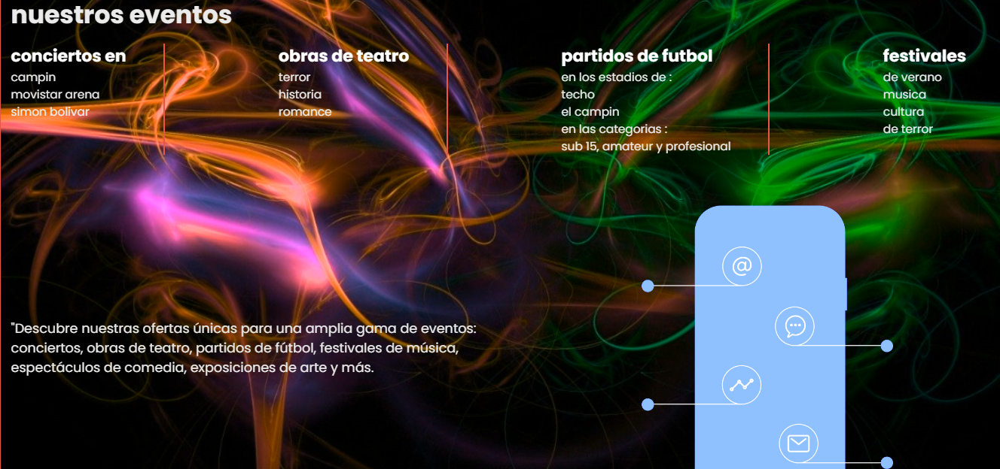 nuestros eventos
conciertos en
campin
movistar arena
simon bolivar
obras de teatro
terror
historia
romance
partidos de futbol
en los estadios de :
techo
el campin
en las categorias :
sub 15, amateur y profesional
festivales
de verano
musica
cultura
de terror
"Descubre nuestras ofertas únicas para una amplia gama de eventos:
conciertos, obras de teatro, partidos de fútbol, festivales de música,
espectáculos de comedia, exposiciones de arte y más.
@